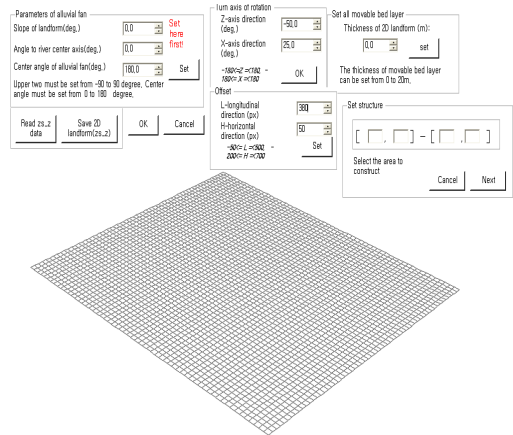 Parameters of alluvial fan
Slope of landform(deg.)
0.0
Set
here
first!
Angle to river center axis(deg.)
0.0
Center angle of alluvial fan(deg.)
180.0
Set
Upper two must be set from -90 to 90 degree. Center
angle must be set from 0 to 180 degree.
Read zs_z
data
Save 2D
landform(zs_z)
OK
Cancel
Turn axis of rotation
Z-axis direction
(deg.)
-50.0
X-axis direction
(deg.)
25.0
-180<=Z =<180, -
180<= X =<180
OK
Offset
L-longitudinal
direction (px)
380
H-horizontal
direction (px)
50
-50<= L =<500, -
200<= H =<700
Set
Set all movable bed layer
Thickness of 2D landform (m):
0.0
set
The thickness of movable bed layer
can be set from 0 to 20m.
Set structure
[ , ] - [ , ]
Select the area to
construct
Cancel
Next